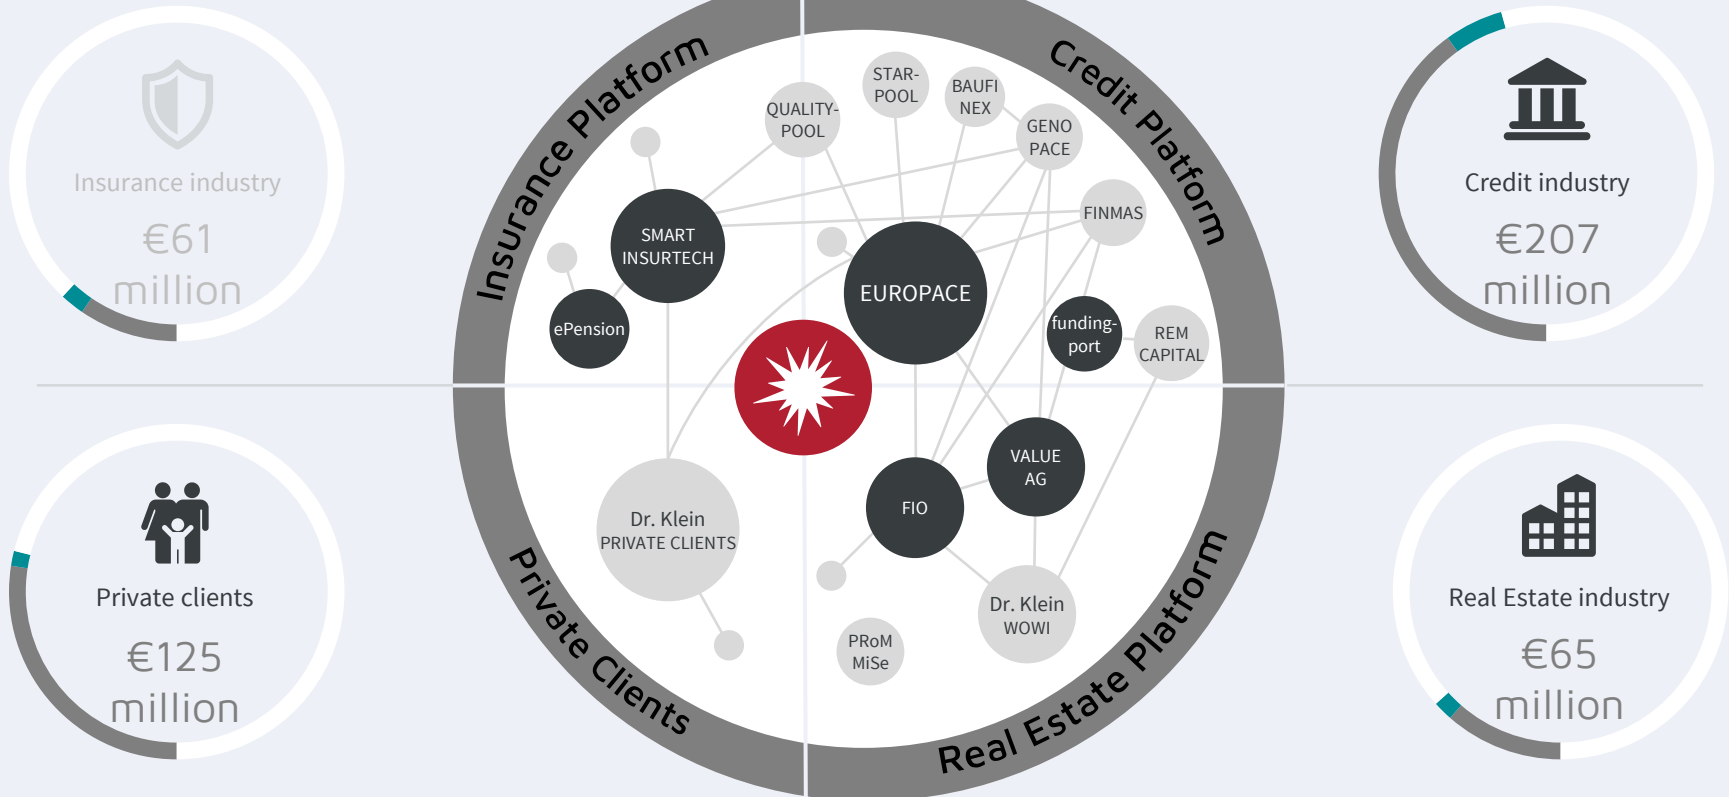 Insurance industry
€61
million
Private clients
€125
million
Insurance Platform
Credit Platform
Private Clients
Real Estate Platform
QUALITY-
POOL
STAR-
POOL
BAUFI
NEX
GENO
PACE
FINMAS
SMART
INSURTECH
EUROPACE
ePension
funding-
port
REM
CAPITAL
VALUE
AG
FIO
Dr. Klein
PRIVATE CLIENTS
Dr. Klein
WOWI
PRoM
MiSe
Credit industry
€207
million
Real Estate industry
€65
million